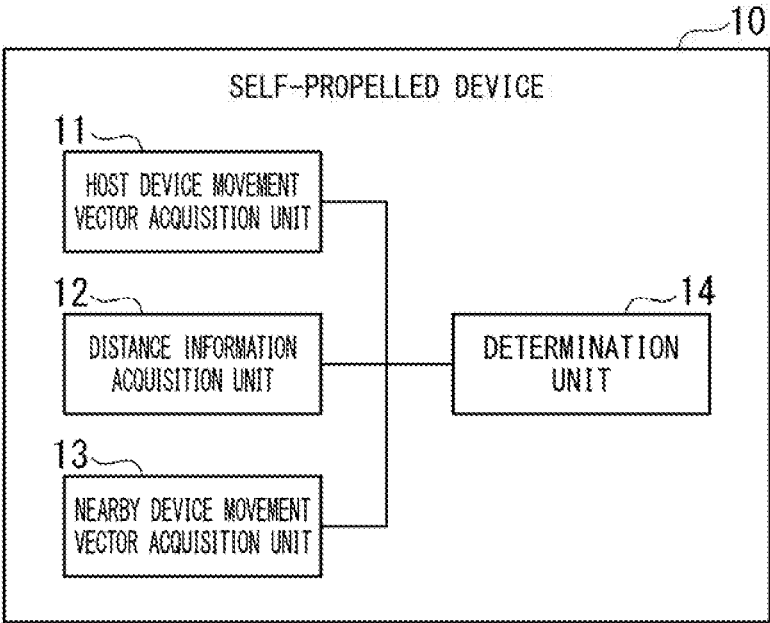 10
SELF-PROPELLED DEVICE
11
HOST DEVICE MOVEMENT
VECTOR ACQUISITION UNIT
12
DISTANCE INFORMATION
ACQUISITION UNIT
13
NEARBY DEVICE MOVEMENT
VECTOR ACQUISITION UNIT
14
DETERMINATION
UNIT